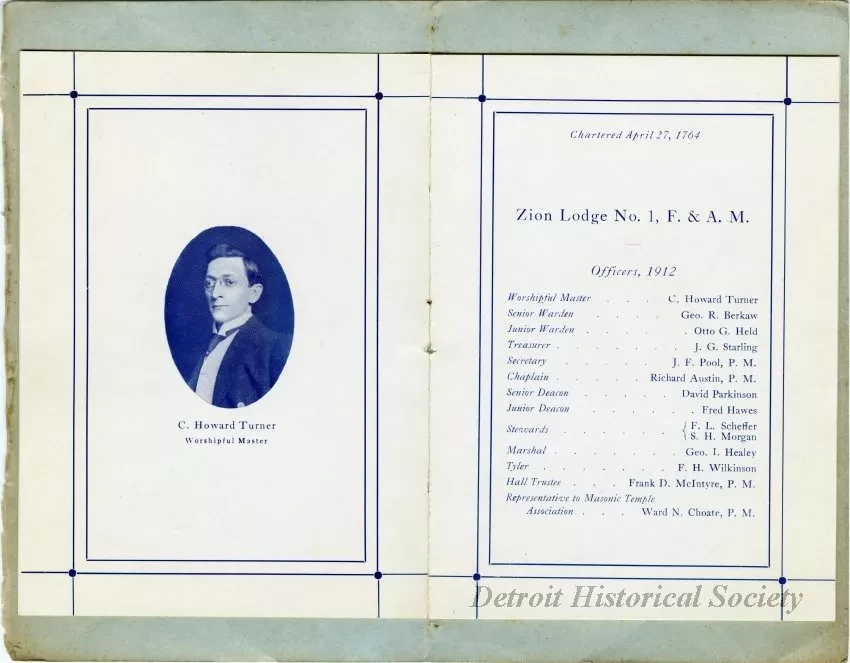 C. Howard Turner
Worshipful Master
Chartered April 27, 1764
Zion Lodge No. 1, F. & A. M.
Officers, 1912
Worshipful Master . . . C. Howard Turner
Senior Warden . . . . Geo. R. Berkaw
Junior Warden . . . . . Otto G. Held
Treasurer . . . . . . J. G. Starling
Secretary . . . . . J. F. Pool, P. M.
Chaplain . . . . . Richard Austin, P. M.
Senior Deacon . . . . David Parkinson
Junior Deacon . . . . . . Fred Hawes
Stewards . . . . . . { F. L. Scheffer
S. H. Morgan
Marshal . . . . . . Geo. I. Healey
Tyler . . . . . . . F. H. Wilkinson
Hall Trustee . . . Frank D. McIntyre, P. M.
Representative to Masonic Temple
Association . . . Ward N. Choate, P. M.
Detroit Historical Society